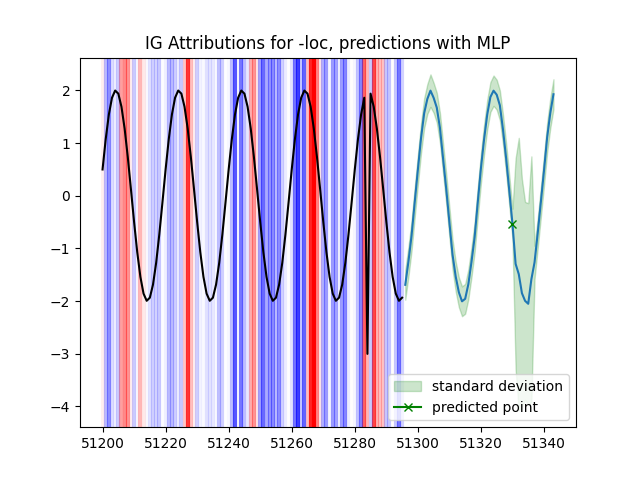 IG Attributions for -loc, predictions with MLP
2
1
0
−1
−2
−3
−4
standard deviation
predicted point
51200 51220 51240 51260 51280 51300 51320 51340